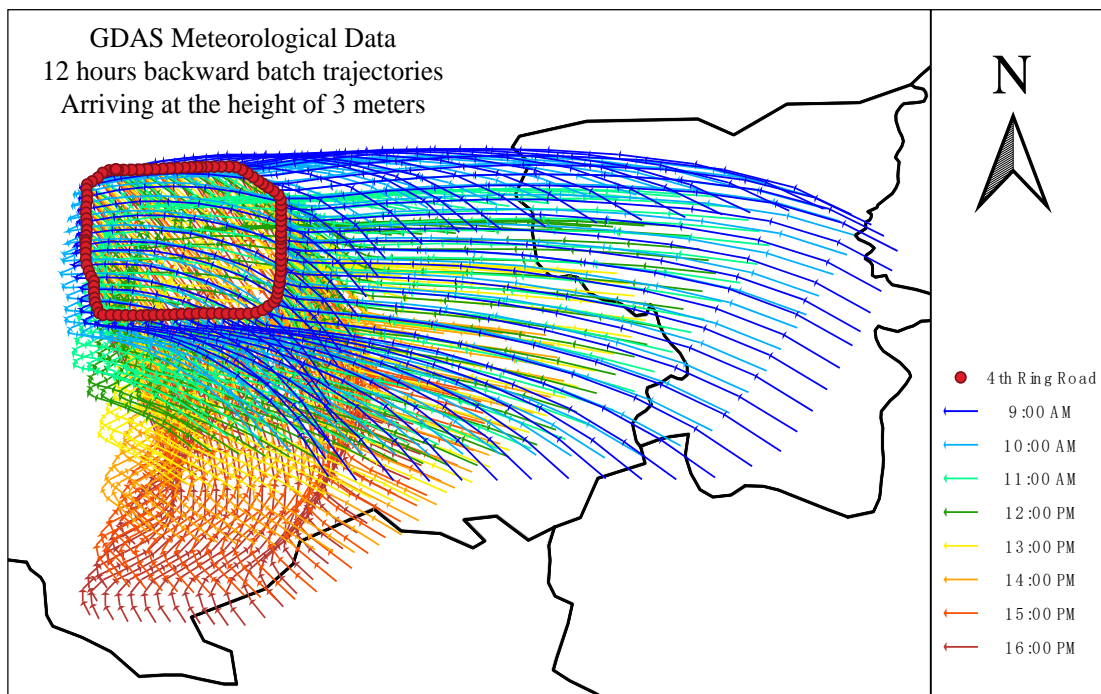 GDAS Meteorological Data
12 hours backward batch trajectories
Arriving at the height of 3 meters
N
4th Ring Road
9:00 AM
10:00 AM
11:00 AM
12:00 PM
13:00 PM
14:00 PM
15:00 PM
16:00 PM